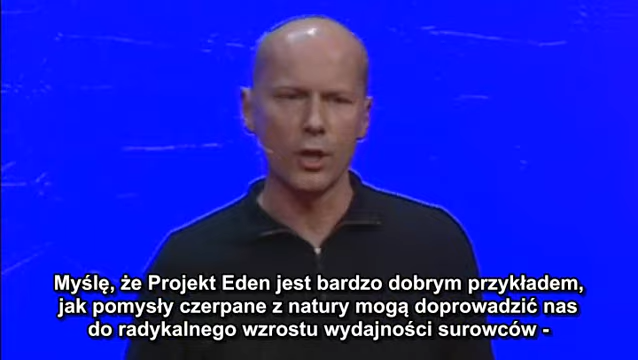 Myślę, że Projekt Eden jest bardzo dobrym przykładem,
jak pomysły czerpane z natury mogą doprowadzić nas
do radykalnego wzrostu wydajności surowców -